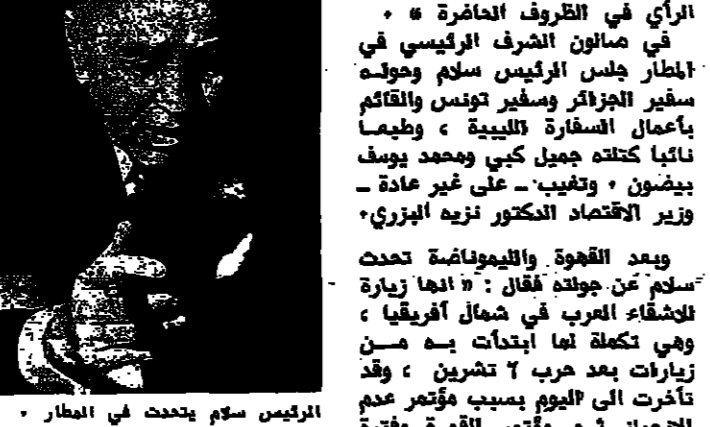 الرأي في الظروف الحاضرة » .
في صالون الشرف الرئيسي في
المطار جلس الرئيس سلام وحوله
سفير الجزائر وسفير تونس والقائم
بأعمال السفارة الليبية ، وطبعا
نائبا كتلته جميل كبي ومحمد يوسف
بيضون . وتغيب ـ على غير عادة ـ
وزير الاقتصاد الدكتور نزيه البزري.
وبعد القهوة والليموناضة تحدث
سلام عن جولته فقال : « انها زيارة
للاشقاء العرب في شمال أفريقيا ،
وهي تكملة لما ابتدأت به من
زيارات بعد حرب ٦ تشرين ، وقد
تأخرت الى اليوم بسبب مؤتمر عدم
الرئيس سلام يتحدث في المطار .